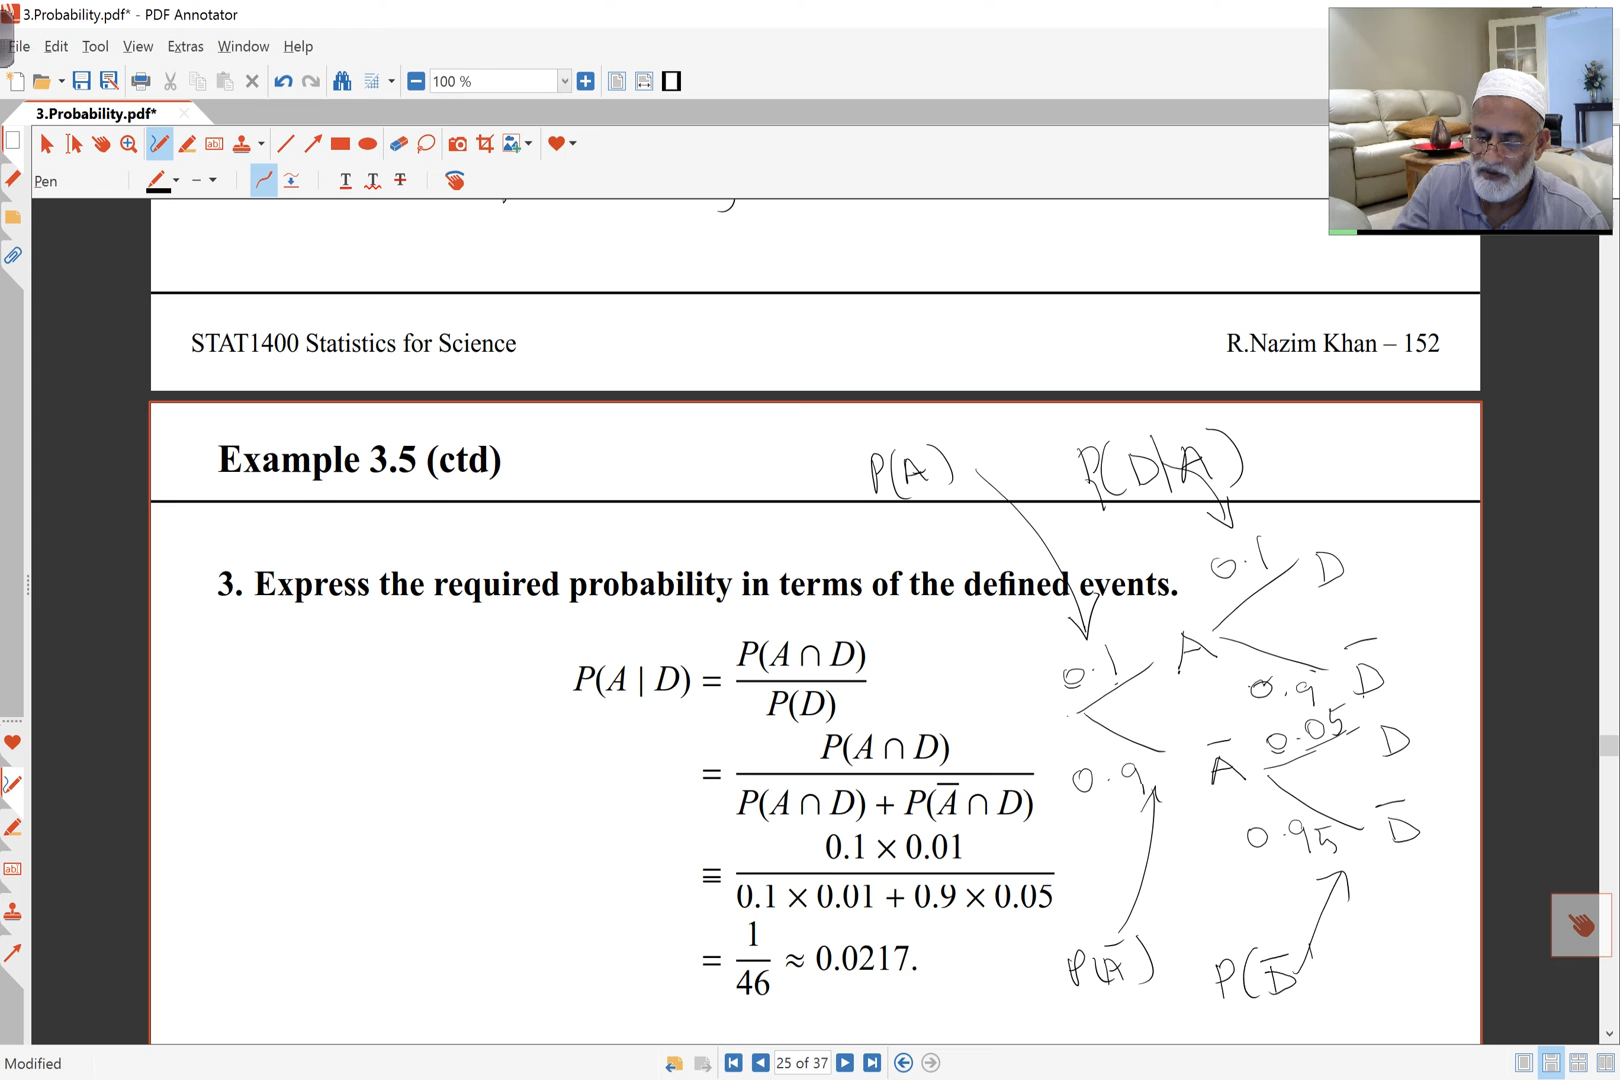 3.Probability.pdf* - PDF Annotator
File Edit Tool View Extras Window Help
100 %
3.Probability.pdf*
Pen
STAT1400 Statistics for Science
R.Nazim Khan – 152
Example 3.5 (ctd)
P(A)
P(D|A)
3. Express the required probability in terms of the defined events.
0.1 D
P(A | D) = P(A ∩ D) / P(D)
0.1 A
0.9 D̅
= P(A ∩ D) / P(A ∩ D) + P(A̅ ∩ D)
0.05 D
0.9 A̅
0.95 D̅
≡ 0.1 × 0.01 / 0.1 × 0.01 + 0.9 × 0.05
= 1/46 ≈ 0.0217.
P(A̅)
P(D̅
Modified
25 of 37